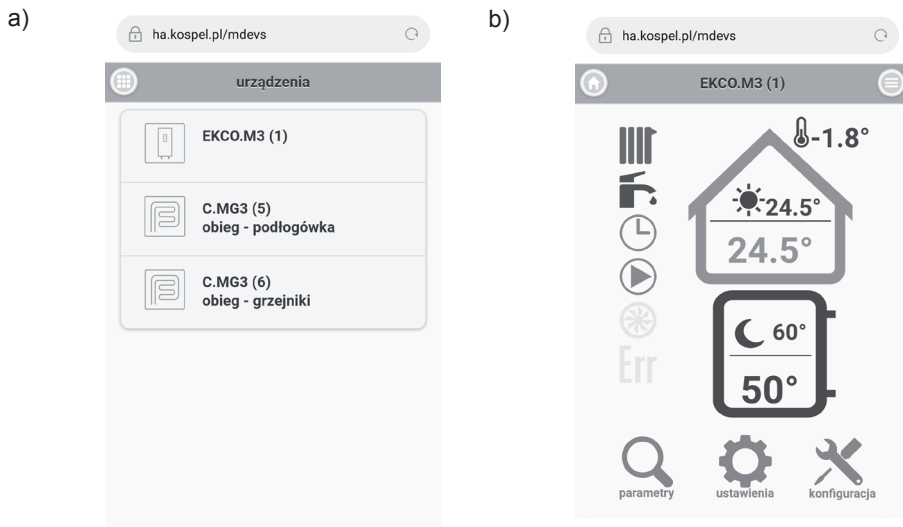 a)
ha.kospel.pl/mdevs
urządzenia
EKCO.M3 (1)
C.MG3 (5)
obieg - podłogówka
C.MG3 (6)
obieg - grzejniki
b)
ha.kospel.pl/mdevs
EKCO.M3 (1)
-1.8°
24.5°
24.5°
Err
60°
50°
parametry
ustawienia
konfiguracja